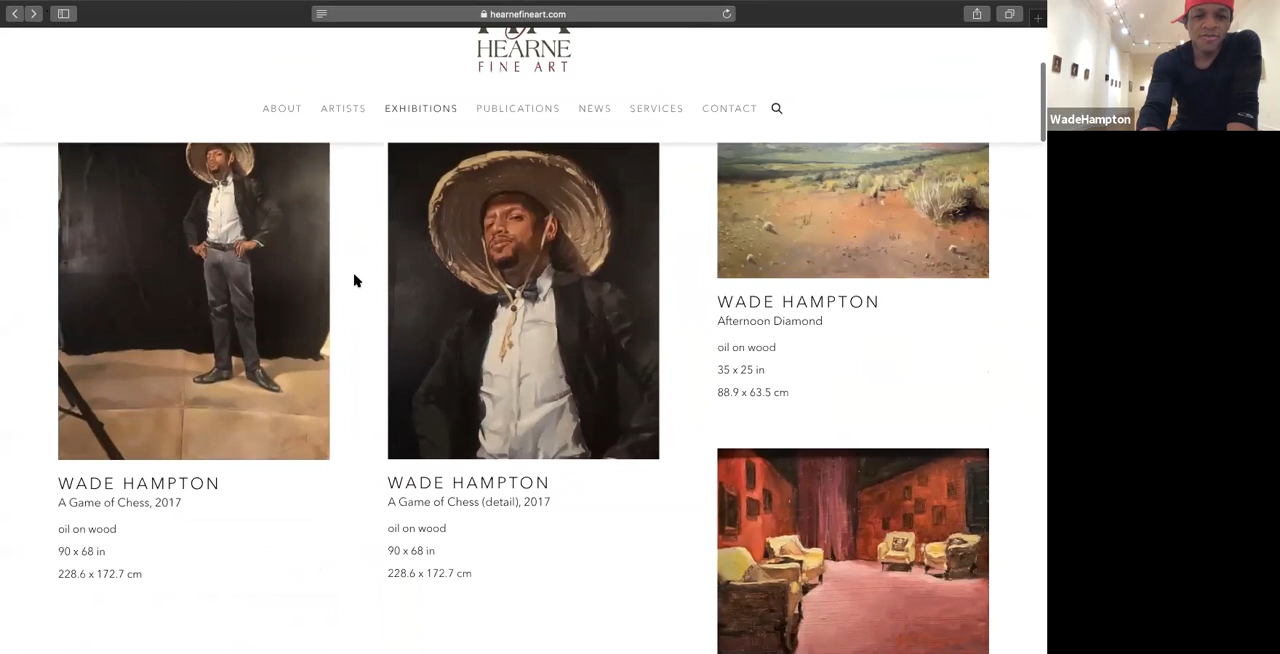 hearnefineart.com
HEARNE
FINE ART
ABOUT ARTISTS EXHIBITIONS PUBLICATIONS NEWS SERVICES CONTACT
WadeHampton
WADE HAMPTON
A Game of Chess, 2017
oil on wood
90 x 68 in
228.6 x 172.7 cm
WADE HAMPTON
A Game of Chess (detail), 2017
oil on wood
90 x 68 in
228.6 x 172.7 cm
WADE HAMPTON
Afternoon Diamond
oil on wood
35 x 25 in
88.9 x 63.5 cm